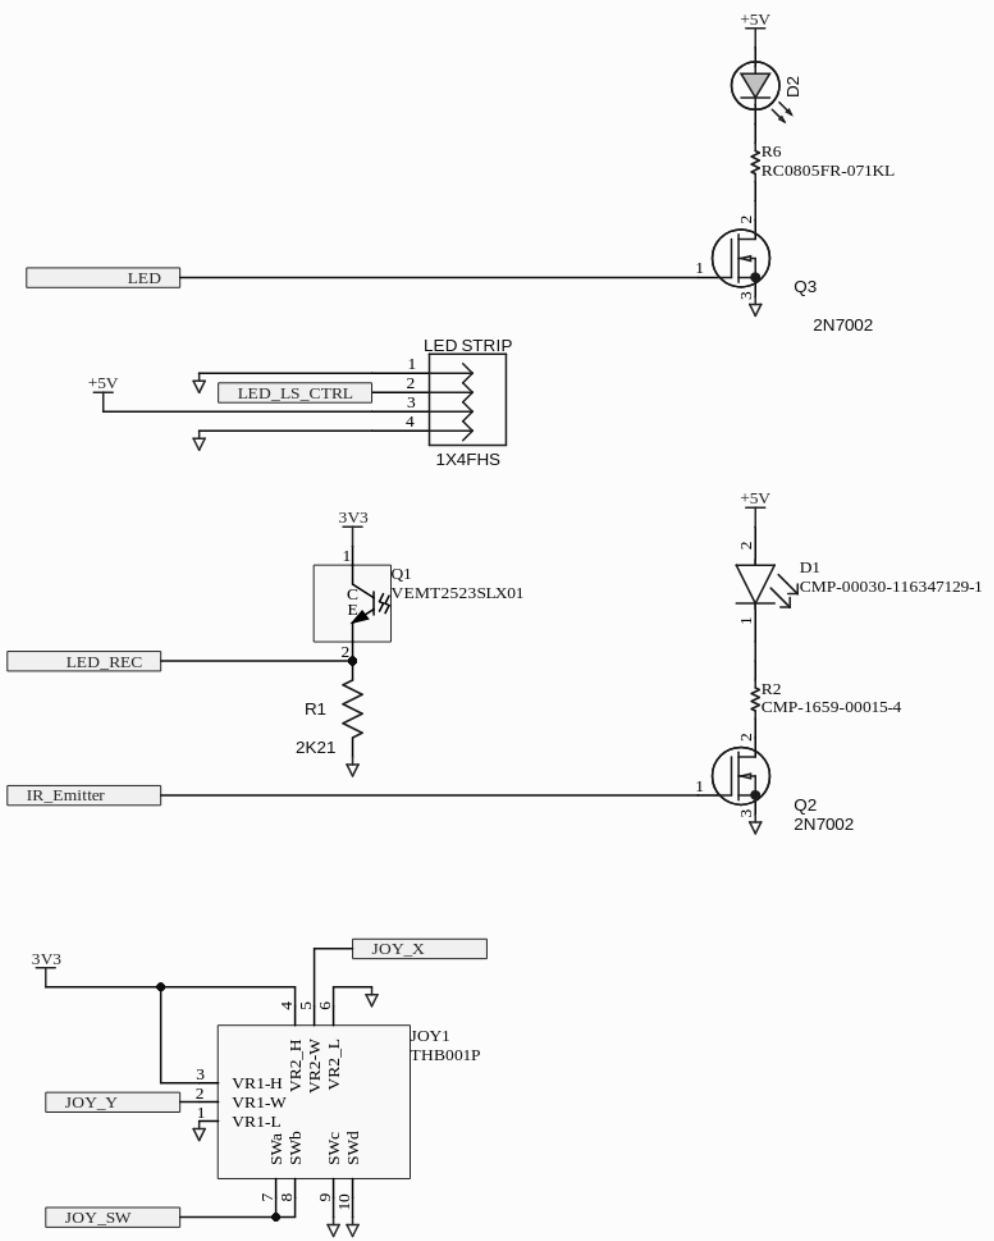 +5V
D2
R6
RC0805FR-071KL
2
LED
1
3
Q3
2N7002
LED STRIP
1
+5V
LED_LS_CTRL
2
3
4
1X4FHS
3V3
1
Q1
VEMT2523SLX01
C
E
2
LED_REC
R1
2K21
+5V
2
D1
CMP-00030-116347129-1
1
R2
CMP-1659-00015-4
2
IR_Emitter
1
3
Q2
2N7002
JOY_X
3V3
4
5
6
JOY1
THB001P
VR2_H
VR2-W
VR2_L
3
VR1-H
JOY_Y
2
VR1-W
1
VR1-L
SWa
SWb
SWc
SWd
7
8
9
10
JOY_SW